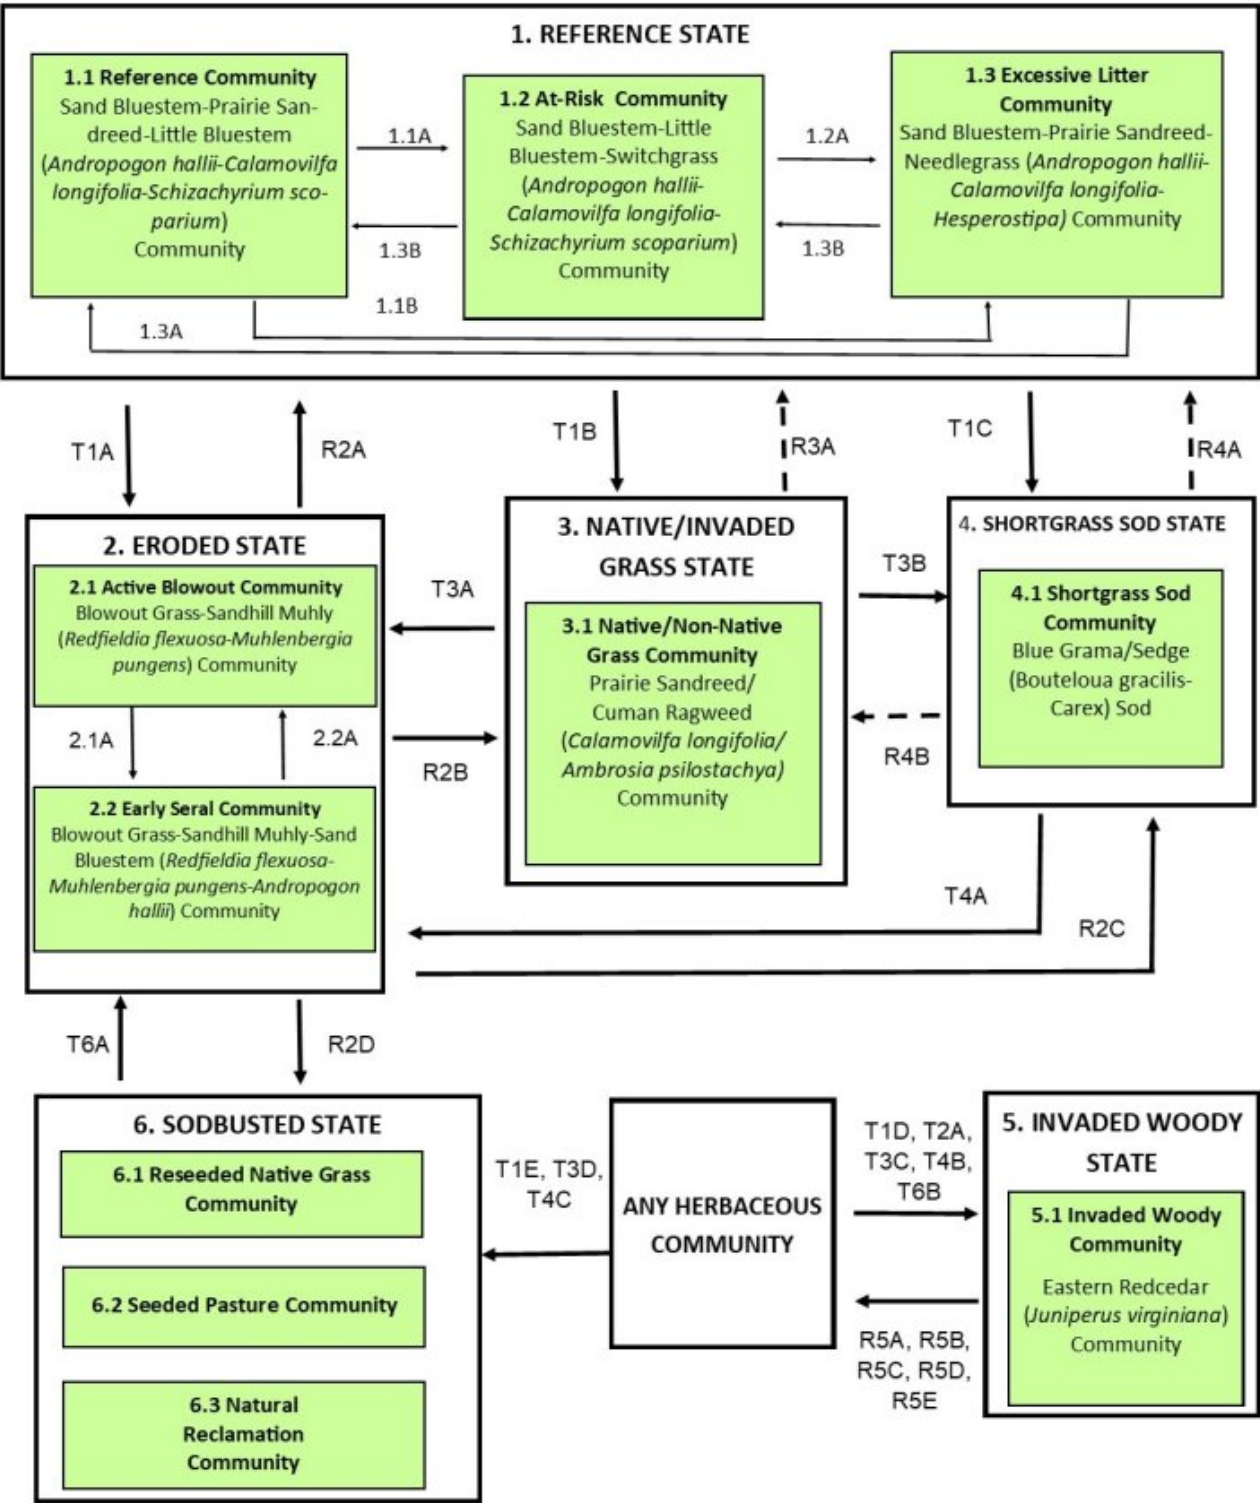 1. REFERENCE STATE
1.1 Reference Community
Sand Bluestem-Prairie San-
dreed-Little Bluestem
(Andropogon hallii-Calamovilfa
longifolia-Schizachyrium sco-
parium)
Community
1.1A
1.3B
1.2 At-Risk Community
Sand Bluestem-Little
Bluestem-Switchgrass
(Andropogon hallii-
Calamovilfa longifolia-
Schizachyrium scoparium)
Community
1.2A
1.3B
1.3 Excessive Litter
Community
Sand Bluestem-Prairie Sandreed-
Needlegrass (Andropogon hallii-
Calamovilfa longifolia-
Hesperostipa) Community
1.1B
1.3A
T1A
R2A
T1B
R3A
T1C
R4A
2. ERODED STATE
2.1 Active Blowout Community
Blowout Grass-Sandhill Muhly
(Redfieldia flexuosa-Muhlenbergia
pungens) Community
2.1A
2.2A
2.2 Early Seral Community
Blowout Grass-Sandhill Muhly-Sand
Bluestem (Redfieldia flexuosa-
Muhlenbergia pungens-Andropogon
hallii) Community
T3A
R2B
3. NATIVE/INVADED
GRASS STATE
3.1 Native/Non-Native
Grass Community
Prairie Sandreed/
Cuman Ragweed
(Calamovilfa longifolia/
Ambrosia psilostachya)
Community
T3B
R4B
4. SHORTGRASS SOD STATE
4.1 Shortgrass Sod
Community
Blue Grama/Sedge
(Bouteloua gracilis-
Carex) Sod
T4A
R2C
T6A
R2D
6. SODBUSTED STATE
6.1 Reseeded Native Grass
Community
6.2 Seeded Pasture Community
6.3 Natural
Reclamation
Community
T1E, T3D,
T4C
ANY HERBACEOUS
COMMUNITY
T1D, T2A,
T3C, T4B,
T6B
R5A, R5B,
R5C, R5D,
R5E
5. INVADED WOODY
STATE
5.1 Invaded Woody
Community
Eastern Redcedar
(Juniperus virginiana)
Community